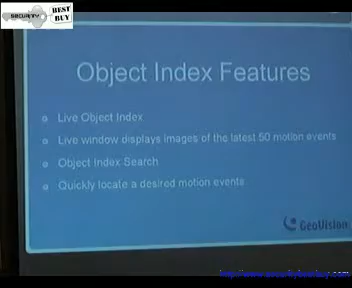 SECURITY BEST BUY
Object Index Features
Live Object Index
Live window displays images of the latest 50 motion events
Object Index Search
Quickly locate a desired motion events
GeoVision
http://www.securitybestbuy.com